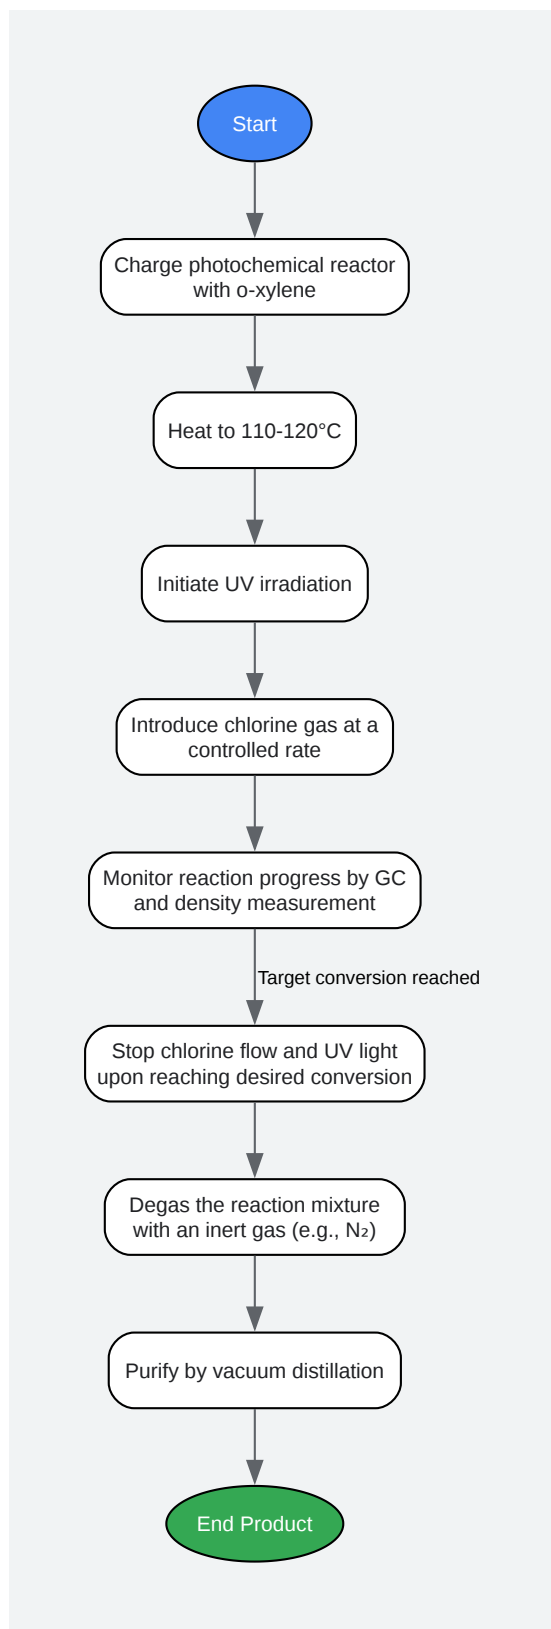 Start
Charge photochemical reactor
with o-xylene
Heat to 110-120°C
Initiate UV irradiation
Introduce chlorine gas at a
controlled rate
Monitor reaction progress by GC
and density measurement
Target conversion reached
Stop chlorine flow and UV light
upon reaching desired conversion
Degas the reaction mixture
with an inert gas (e.g., N₂)
Purify by vacuum distillation
End Product